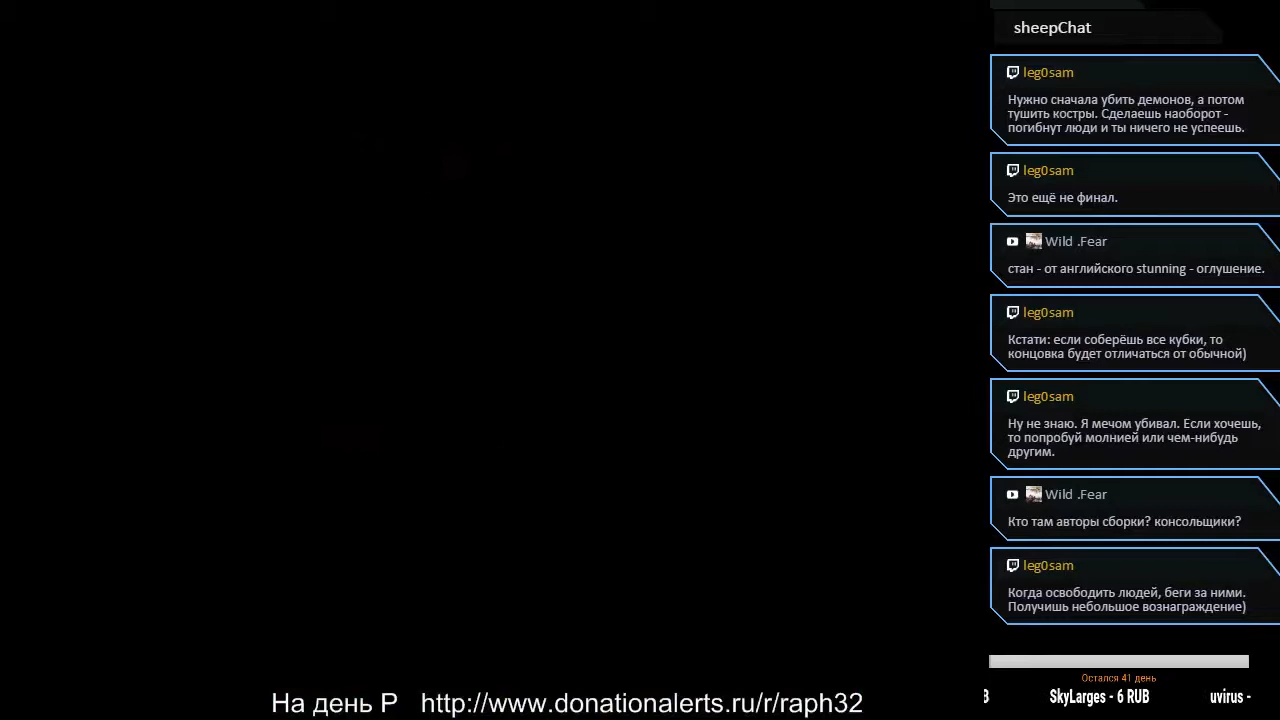 sheepChat
leg0sam
Нужно сначала убить демонов, а потом
тушить костры. Сделаешь наоборот -
погибнут люди и ты ничего не успеешь.
leg0sam
Это ещё не финал.
Wild .Fear
стан - от английского stunning - оглушение.
leg0sam
Кстати: если соберёшь все кубки, то
концовка будет отличаться от обычной)
leg0sam
Ну не знаю. Я мечом убивал. Если хочешь,
то попробуй молнией или чем-нибудь
другим.
Wild .Fear
Кто там авторы сборки? консольщики?
leg0sam
Когда освободить людей, беги за ними.
Получишь небольшое вознаграждение)
Остался 41 день
B SkyLarges - 6 RUB uvirus -
На день Р http://www.donationalerts.ru/r/raph32